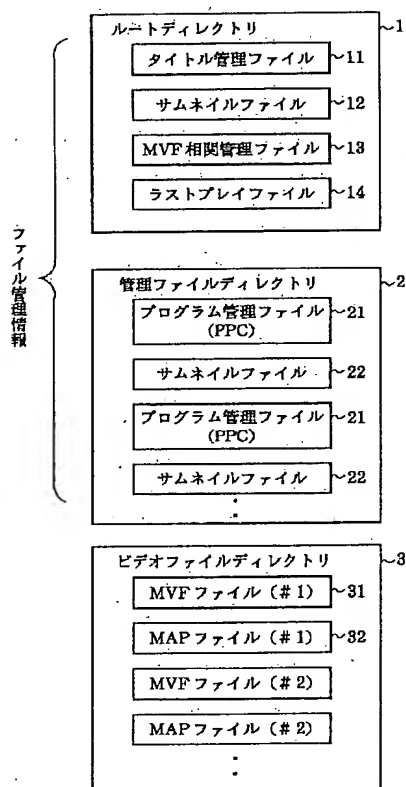 ルートディレクトリ ~1
タイトル管理ファイル ~11
サムネイルファイル ~12
MVF相関管理ファイル ~13
ラストプレイファイル ~14
ファイル管理情報
管理ファイルディレクトリ ~2
プログラム管理ファイル ~21
(PPC)
サムネイルファイル ~22
プログラム管理ファイル ~21
(PPC)
サムネイルファイル ~22
ビデオファイルディレクトリ ~3
MVFファイル (#1) ~31
MAPファイル (#1) ~32
MVFファイル (#2)
MAPファイル (#2)